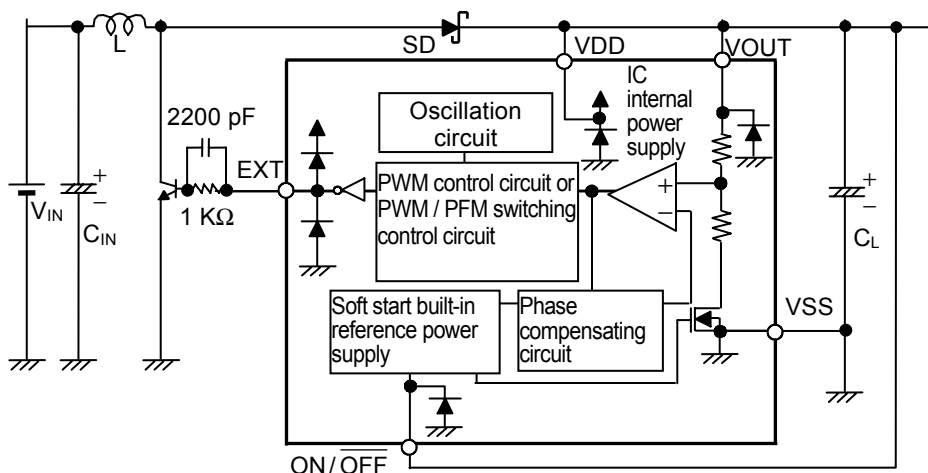 L
SD
VDD
VOUT
2200 pF
EXT
1 KΩ
Oscillation
circuit
IC
internal
power
supply
+
−
VIN
+
−
CIN
PWM control circuit or
PWM / PFM switching
control circuit
+
−
+
−
CL
Soft start built-in
reference power
supply
Phase
compensating
circuit
VSS
ON / OFF